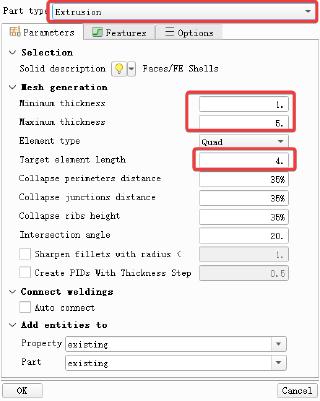 Part type Extrusion
Parameters Features Options
Selection
Solid description Faces/FE Shells
Mesh generation
Minimum thickness 1.
Maximum thickness 5.
Element type Quad
Target element length 4.
Collapse perimeters distance 35%
Collapse junctions distance 35%
Collapse ribs height 35%
Intersection angle 20.
Sharpen fillets with radius < 1.
Create PIDs With Thickness Step 0.5
Connect weldings
Auto connect
Add entities to
Property existing
Part existing
OK Cancel